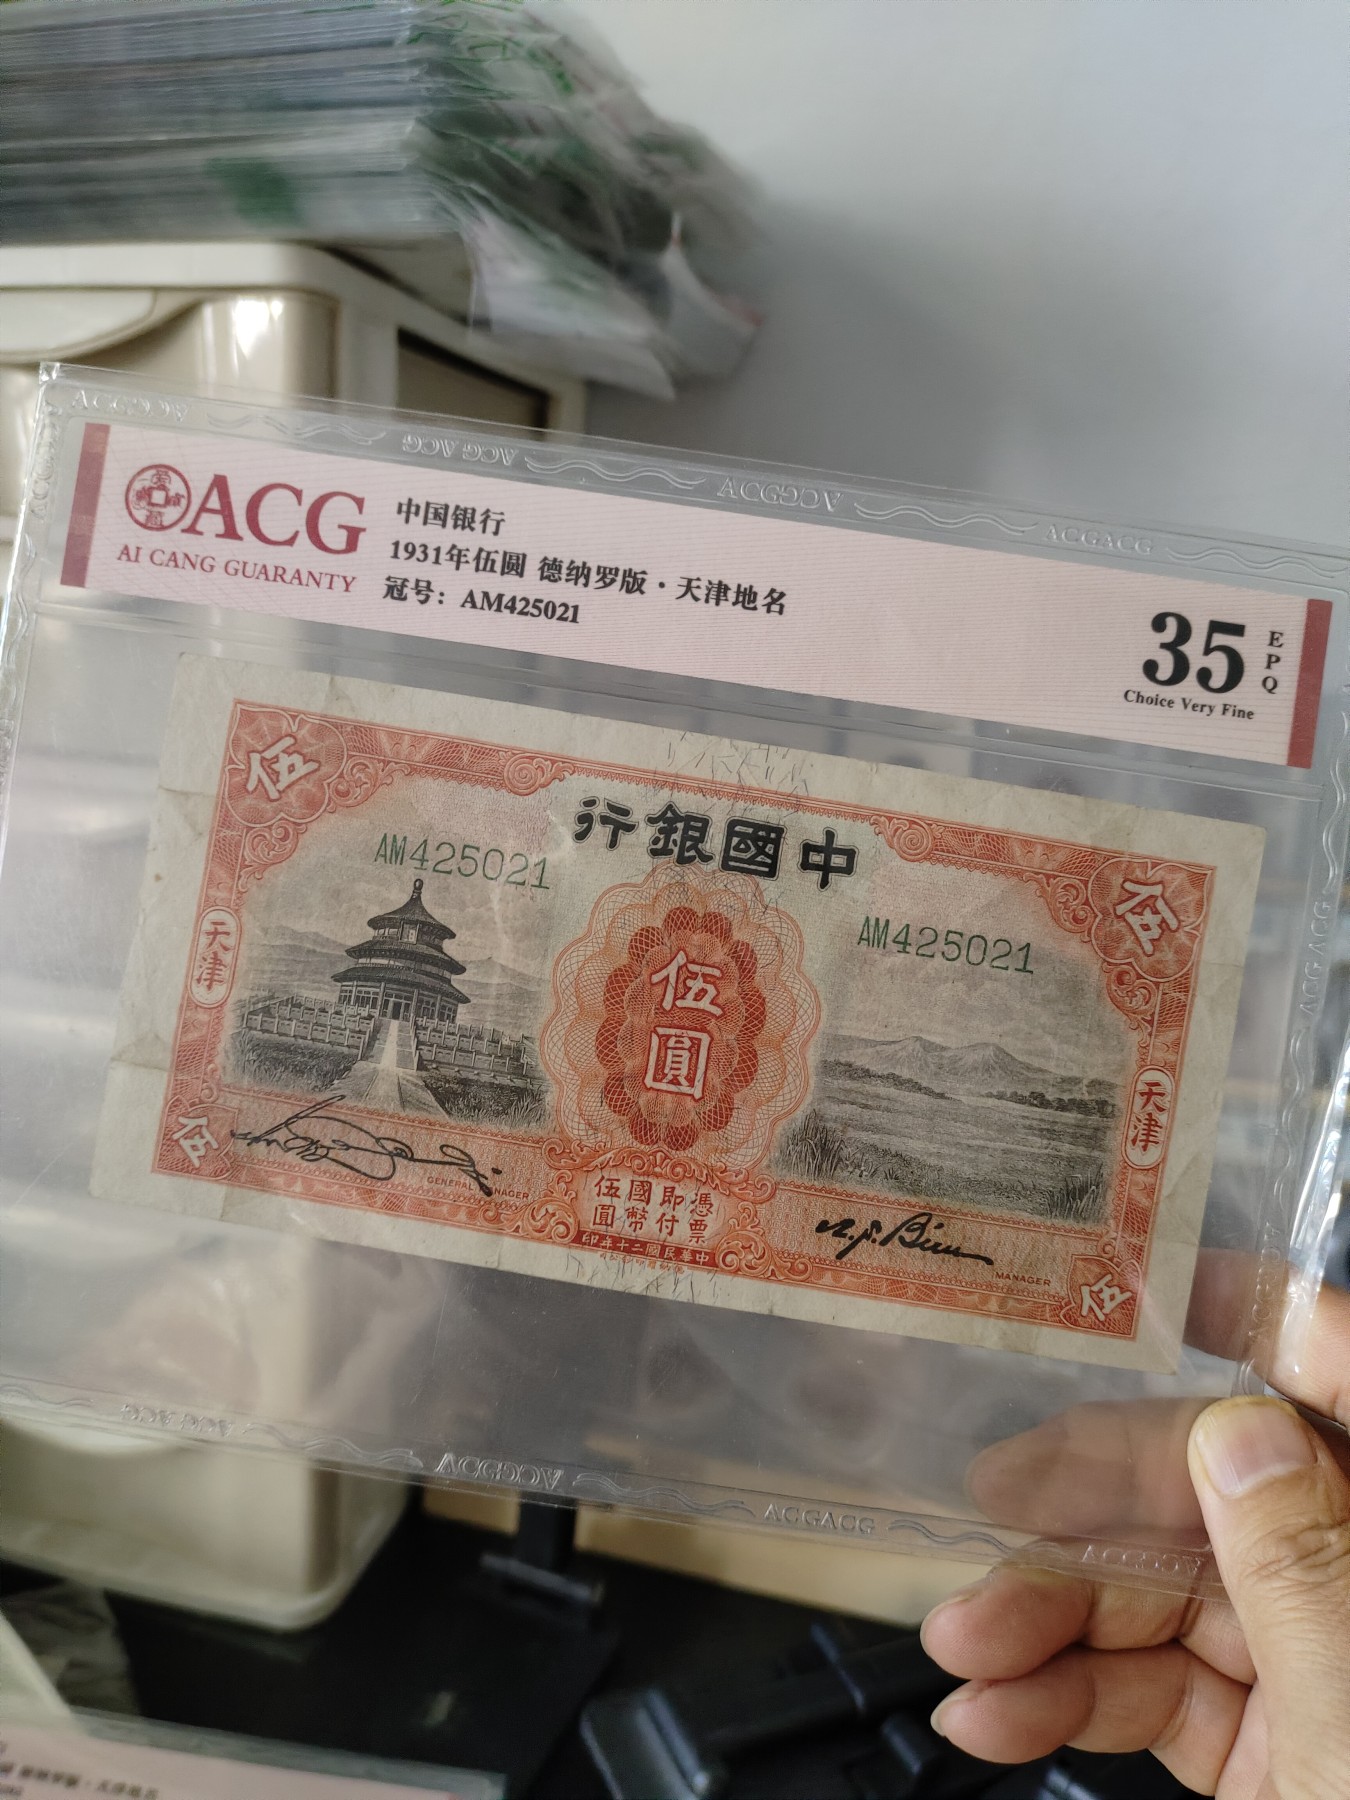 ACG
AI CANG GUARANTY
中国银行
1931年伍圆 德纳罗版·天津地名
冠号: AM425021
35
EPQ
Choice Very Fine
伍
伍
行銀國中
AM425021
AM425021
天津
天津
伍圓
伍
伍
GENERAL MANAGER
憑票
即付
國幣
伍圓
印年十二國民華中
MANAGER
ACGACG
ACGACG